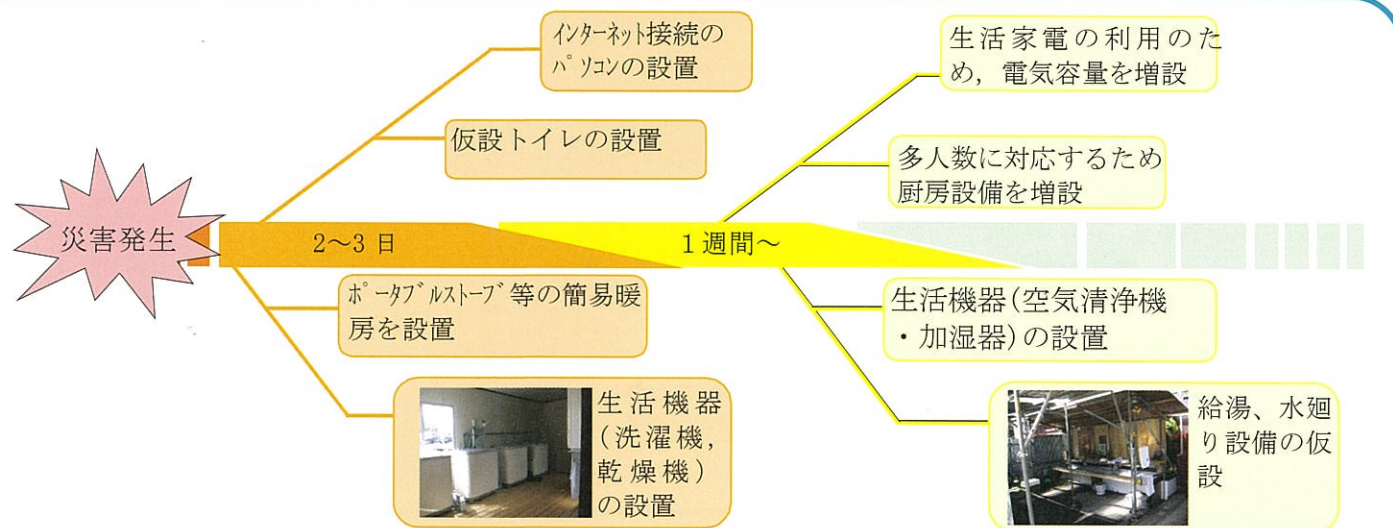 インターネット接続の
パソコンの設置
仮設トイレの設置
災害発生
2～3日
ポータブルストーブ等の簡易暖
房を設置
生活機器
(洗濯機,
乾燥機)
の設置
生活家電の利用のた
め，電気容量を増設
多人数に対応するため
厨房設備を増設
1週間～
生活機器(空気清浄機
・加湿器)の設置
給湯、水廻
り設備の仮
設